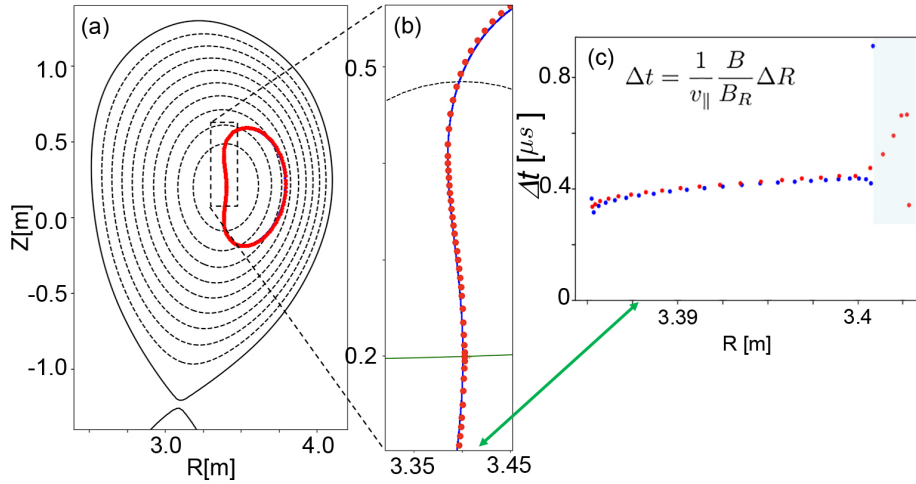 (a)
1.0
0.5
0.0
-0.5
-1.0
Z[m]
3.0
4.0
R[m]
(b)
0.5
0.2
3.35
3.45
(c)
Δt = 1/v∥ B/B_R ΔR
0.8
0.4
0
Δt [μs]
3.39
3.4
R [m]